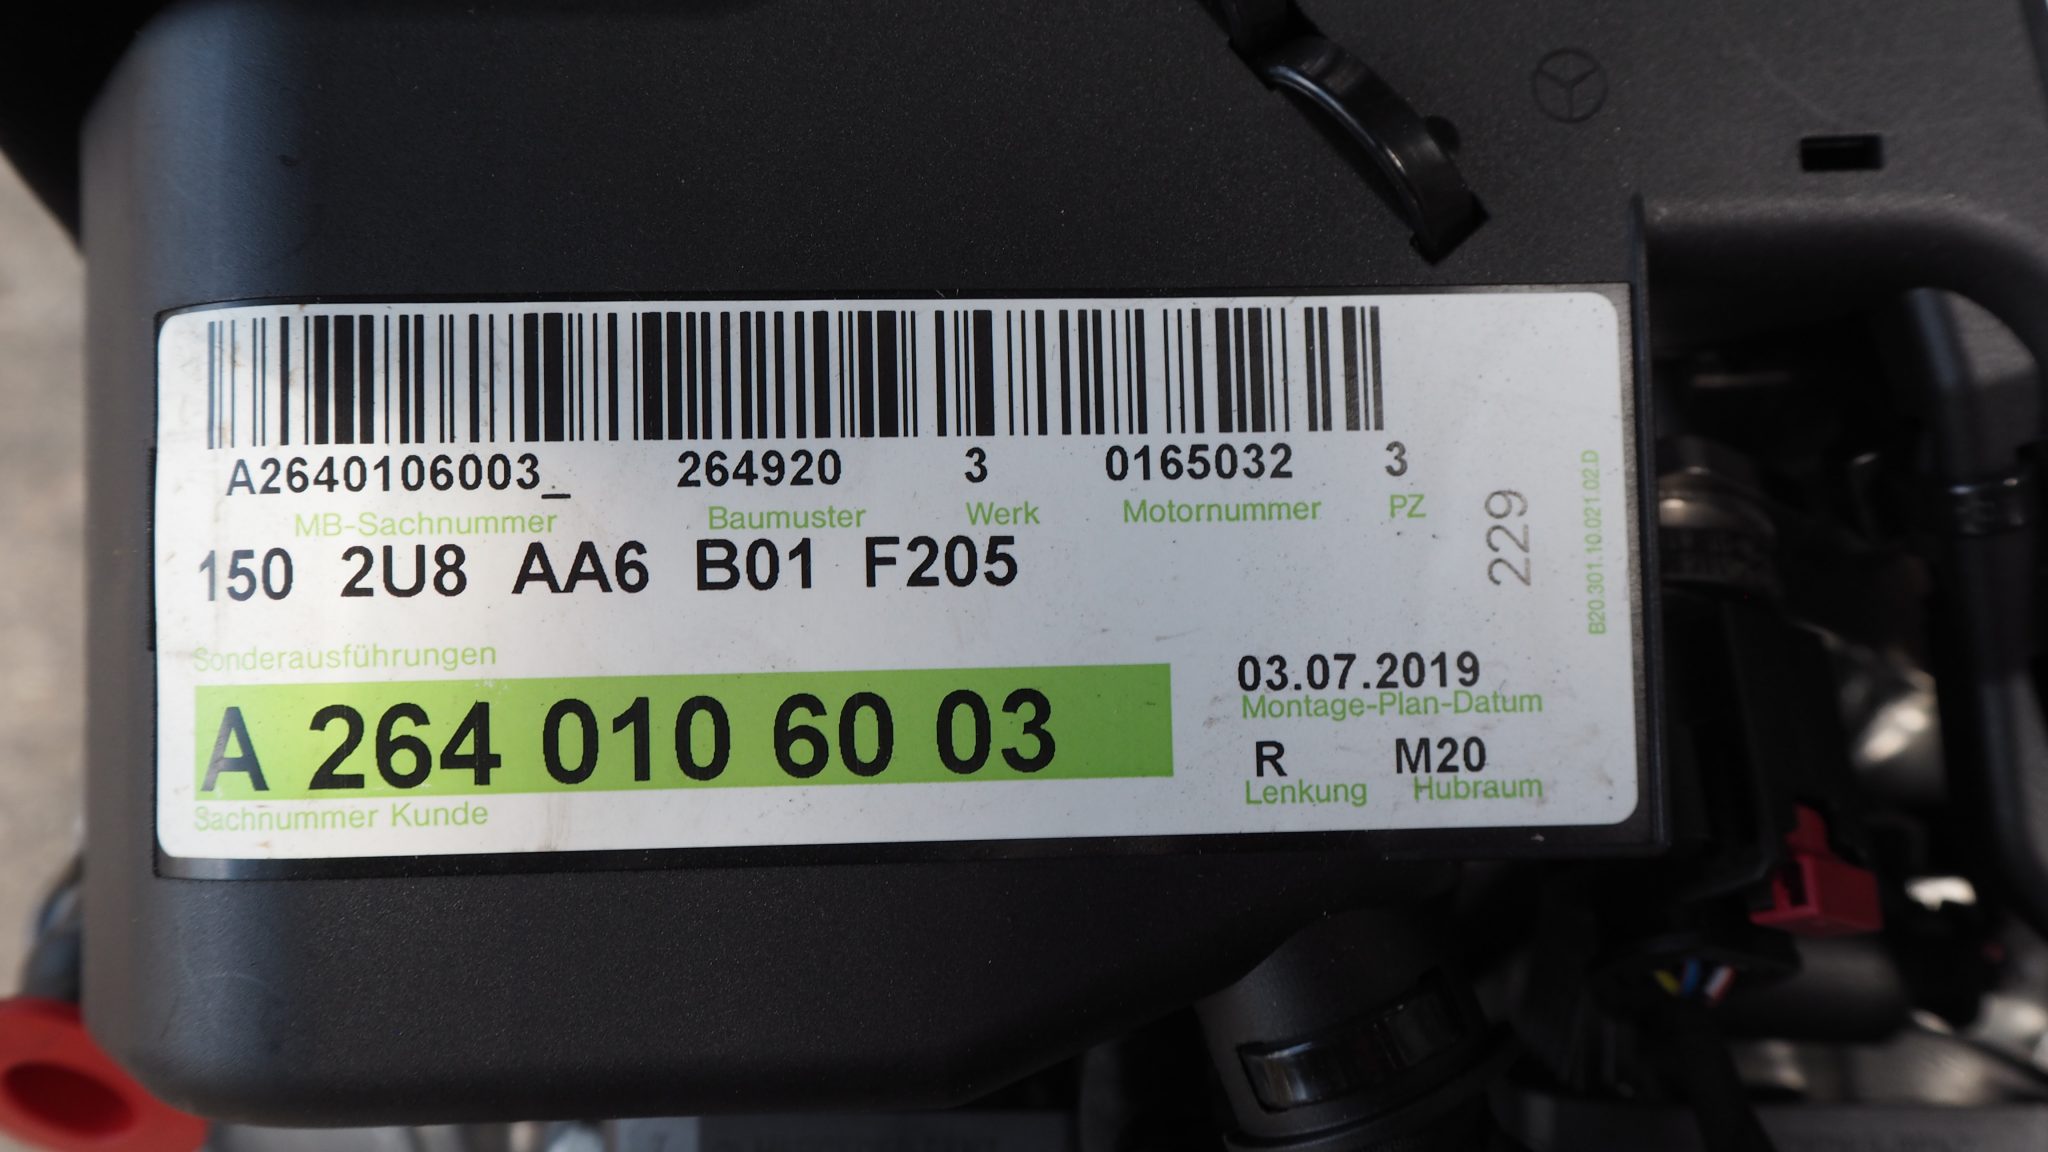 A2640106003_ 264920 3 0165032 3
MB-Sachnummer Baumuster Werk Motornummer PZ
150 2U8 AA6 B01 F205
Sonderausführungen
A 264 010 60 03
Sachnummer Kunde
03.07.2019
Montage-Plan-Datum
R M20
Lenkung Hubraum
229
B20.301.10.021.02.D